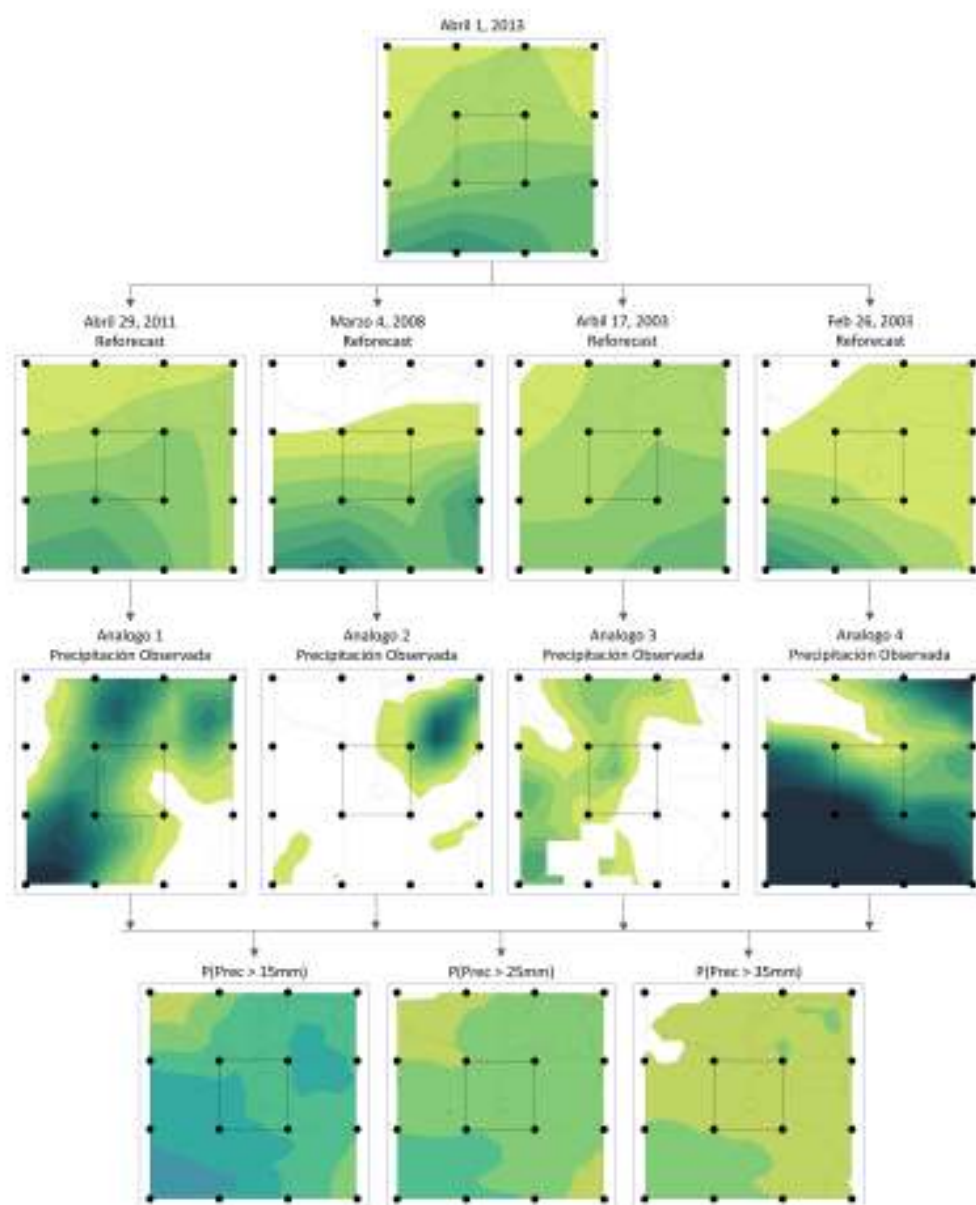 Abril 1, 2013
Abril 29, 2011
Reforecast
Marzo 4, 2008
Reforecast
Arbil 17, 2003
Reforecast
Feb 26, 2003
Reforecast
Analogo 1
Precipitación Observada
Analogo 2
Precipitación Observada
Analogo 3
Precipitación Observada
Analogo 4
Precipitación Observada
P(Prec > 15mm)
P(Prec > 25mm)
P(Prec > 35mm)